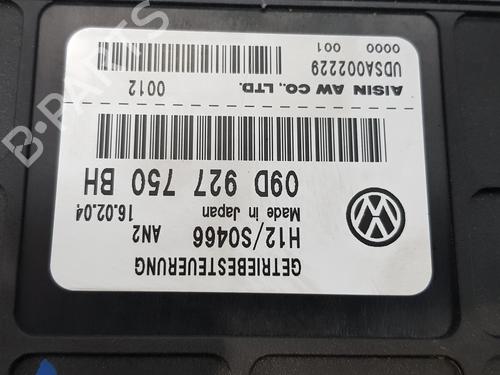 GETRIEBESTEUERUNG
H12/S0466 AN2
Made in Japan 16.02.04
09D 927 750 BH
AISIN AW CO., LTD. 0012
UDSA002229
0000 001
B-PARTS